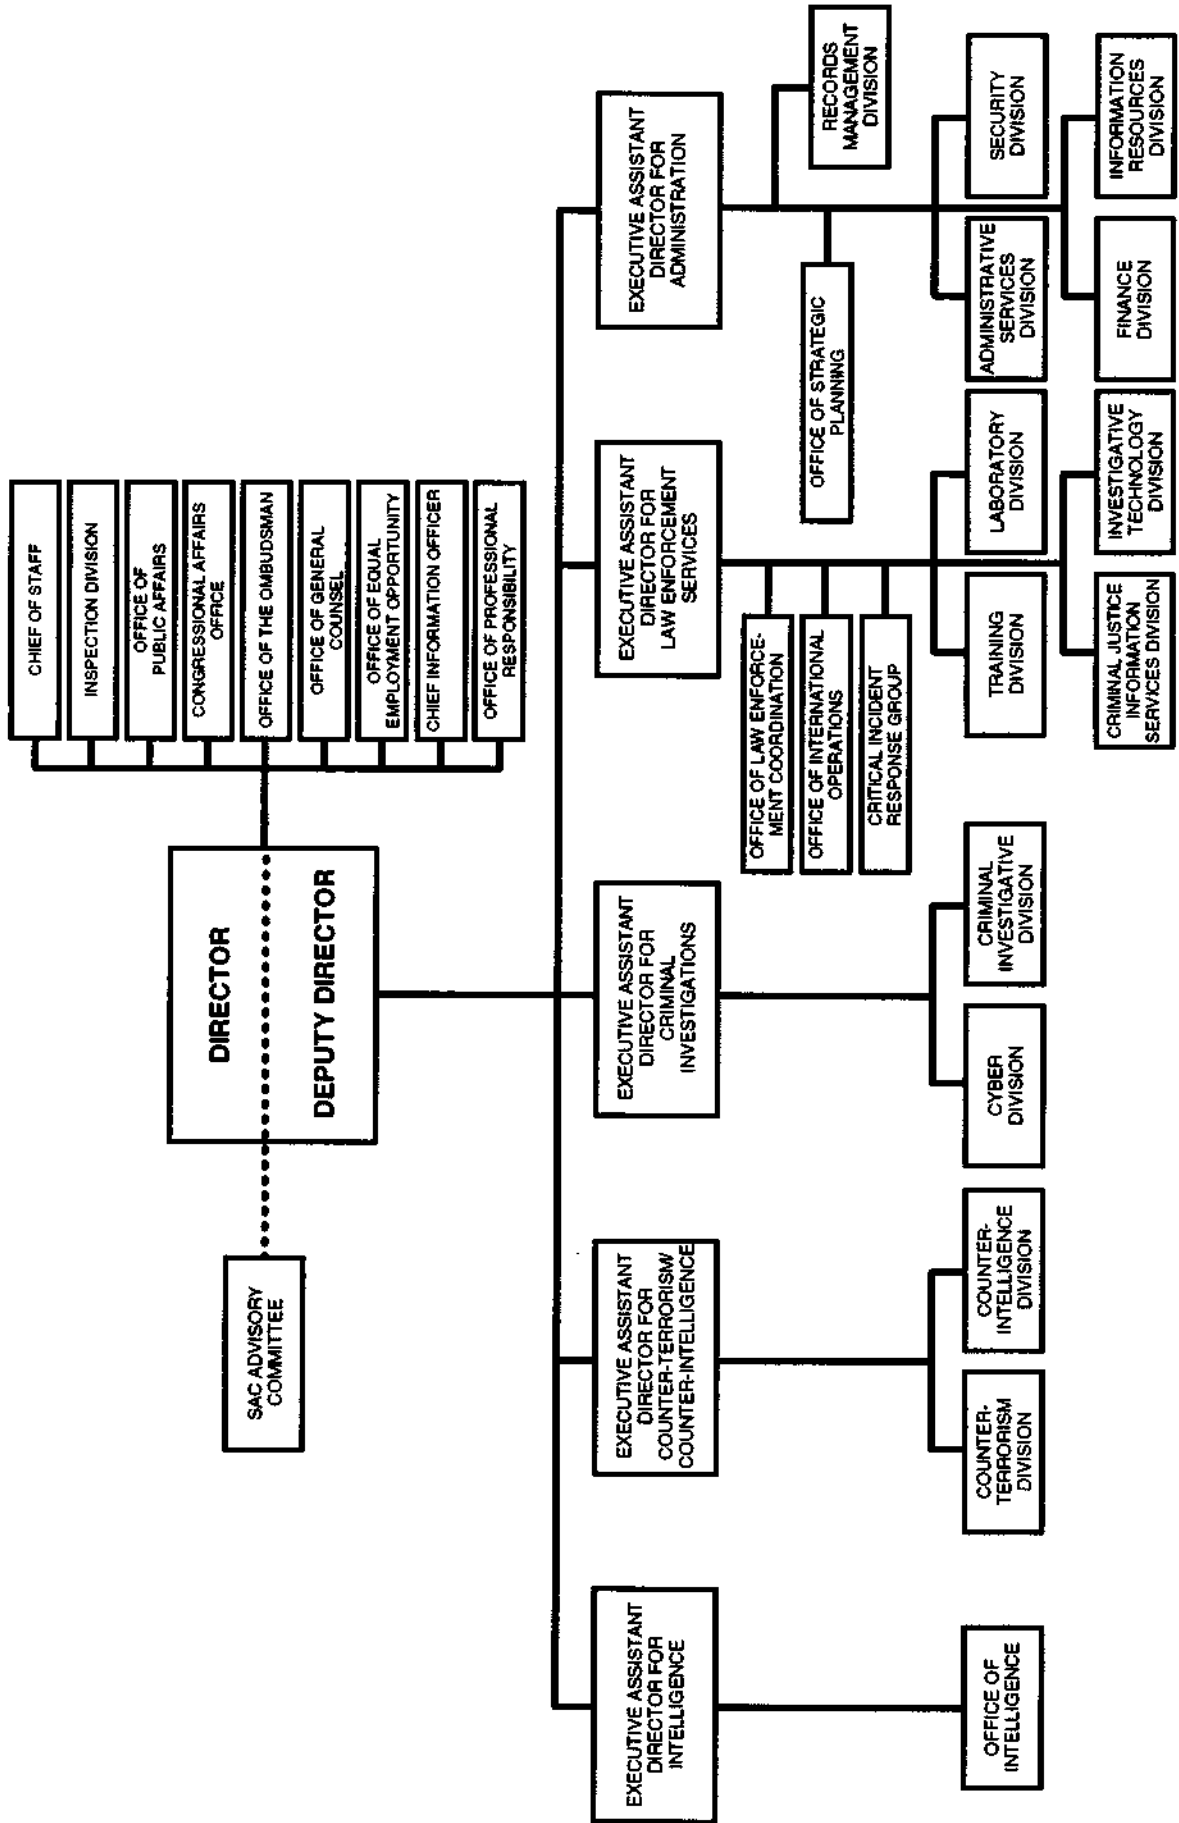 CHIEF OF STAFF
INSPECTION DIVISION
OFFICE OF
PUBLIC AFFAIRS
CONGRESSIONAL AFFAIRS
OFFICE
OFFICE OF THE OMBUDSMAN
OFFICE OF GENERAL
COUNSEL
OFFICE OF EQUAL
EMPLOYMENT OPPORTUNITY
CHIEF INFORMATION OFFICER
OFFICE OF PROFESSIONAL
RESPONSIBILITY
DIRECTOR
DEPUTY DIRECTOR
SAC ADVISORY
COMMITTEE
EXECUTIVE ASSISTANT
DIRECTOR FOR
INTELLIGENCE
EXECUTIVE ASSISTANT
DIRECTOR FOR
COUNTER-TERRORISM/
COUNTER-INTELLIGENCE
EXECUTIVE ASSISTANT
DIRECTOR FOR
CRIMINAL
INVESTIGATIONS
EXECUTIVE ASSISTANT
DIRECTOR FOR
LAW ENFORCEMENT
SERVICES
EXECUTIVE ASSISTANT
DIRECTOR FOR
ADMINISTRATION
OFFICE OF LAW ENFORCE-
MENT COORDINATION
OFFICE OF INTERNATIONAL
OPERATIONS
CRITICAL INCIDENT
RESPONSE GROUP
OFFICE OF STRATEGIC
PLANNING
RECORDS
MANAGEMENT
DIVISION
OFFICE OF
INTELLIGENCE
COUNTER-
TERRORISM
DIVISION
COUNTER-
INTELLIGENCE
DIVISION
CYBER
DIVISION
CRIMINAL
INVESTIGATIVE
DIVISION
TRAINING
DIVISION
LABORATORY
DIVISION
ADMINISTRATIVE
SERVICES
DIVISION
SECURITY
DIVISION
CRIMINAL JUSTICE
INFORMATION
SERVICES DIVISION
INVESTIGATIVE
TECHNOLOGY
DIVISION
FINANCE
DIVISION
INFORMATION
RESOURCES
DIVISION